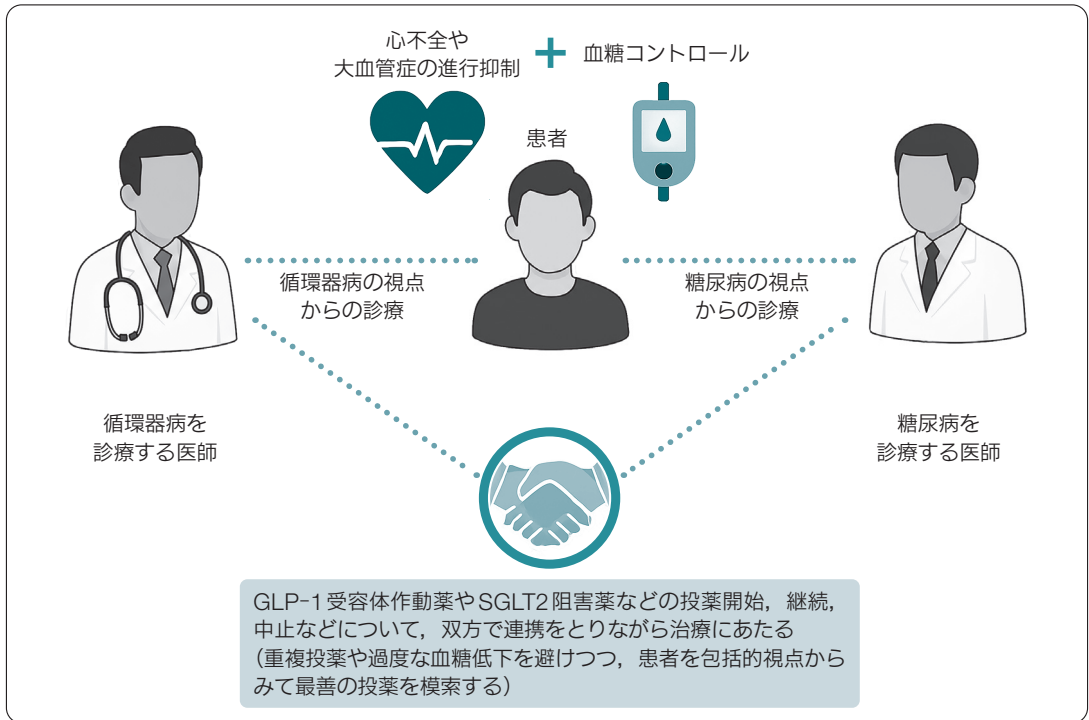 心不全や
大血管症の進行抑制
血糖コントロール
患者
循環器病の視点
からの診療
糖尿病の視点
からの診療
循環器病を
診療する医師
糖尿病を
診療する医師
GLP-1受容体作動薬やSGLT2阻害薬などの投薬開始，継続，
中止などについて，双方で連携をとりながら治療にあたる
（重複投薬や過度な血糖低下を避けつつ，患者を包括的視点から
みて最善の投薬を模索する）